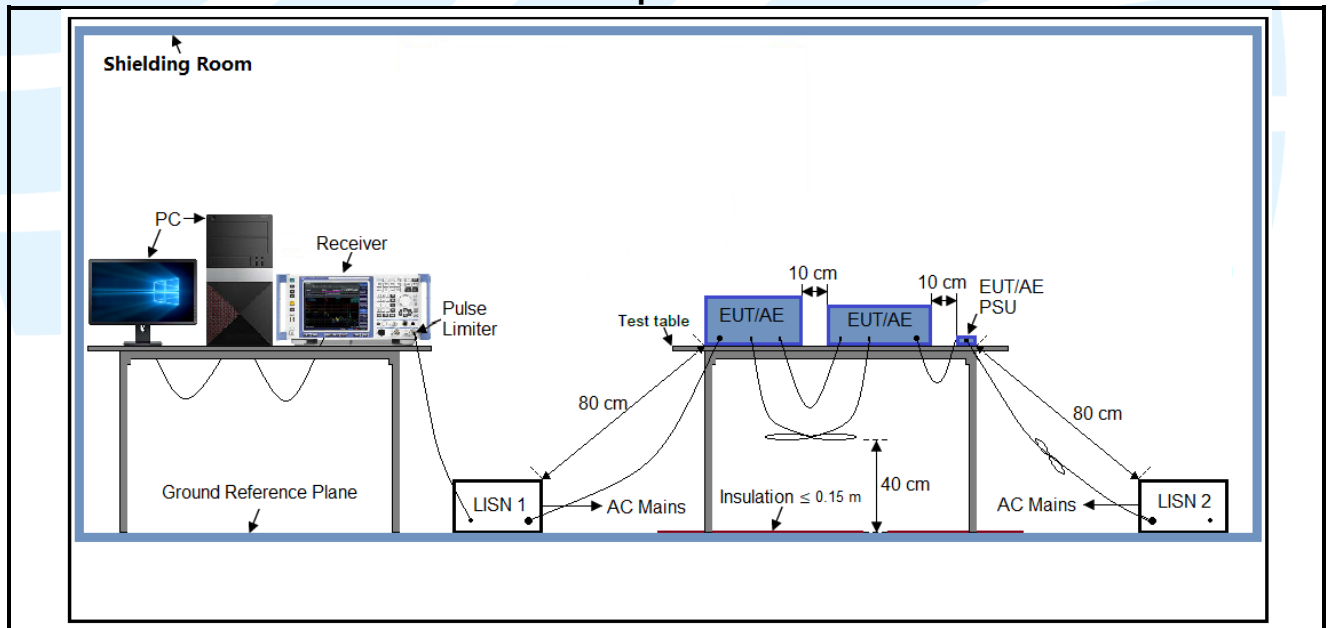 Shielding Room
PC
Receiver
Pulse
Limiter
10 cm
10 cm
EUT/AE
PSU
EUT/AE
EUT/AE
Test table
80 cm
80 cm
Ground Reference Plane
LISN 1
AC Mains
Insulation ≤ 0.15 m
40 cm
AC Mains
LISN 2